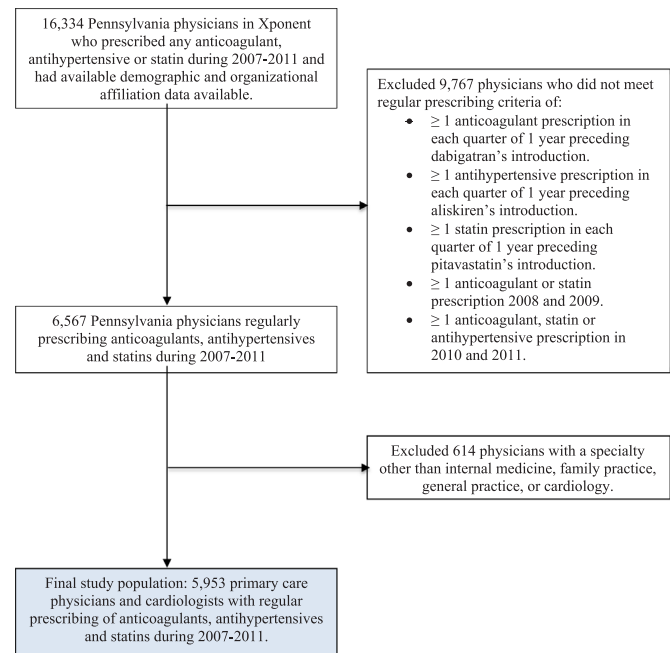 16,334 Pennsylvania physicians in Xponent
who prescribed any anticoagulant,
antihypertensive or statin during 2007-2011 and
had available demographic and organizational
affiliation data available.
Excluded 9,767 physicians who did not meet
regular prescribing criteria of:
• ≥ 1 anticoagulant prescription in
each quarter of 1 year preceding
dabigatran’s introduction.
• ≥ 1 antihypertensive prescription in
each quarter of 1 year preceding
aliskiren’s introduction.
• ≥ 1 statin prescription in each
quarter of 1 year preceding
pitavastatin’s introduction.
• ≥ 1 anticoagulant or statin
prescription 2008 and 2009.
• ≥ 1 anticoagulant, statin or
antihypertensive prescription in
2010 and 2011.
6,567 Pennsylvania physicians regularly
prescribing anticoagulants, antihypertensives
and statins during 2007-2011
Excluded 614 physicians with a specialty
other than internal medicine, family practice,
general practice, or cardiology.
Final study population: 5,953 primary care
physicians and cardiologists with regular
prescribing of anticoagulants, antihypertensives
and statins during 2007-2011.